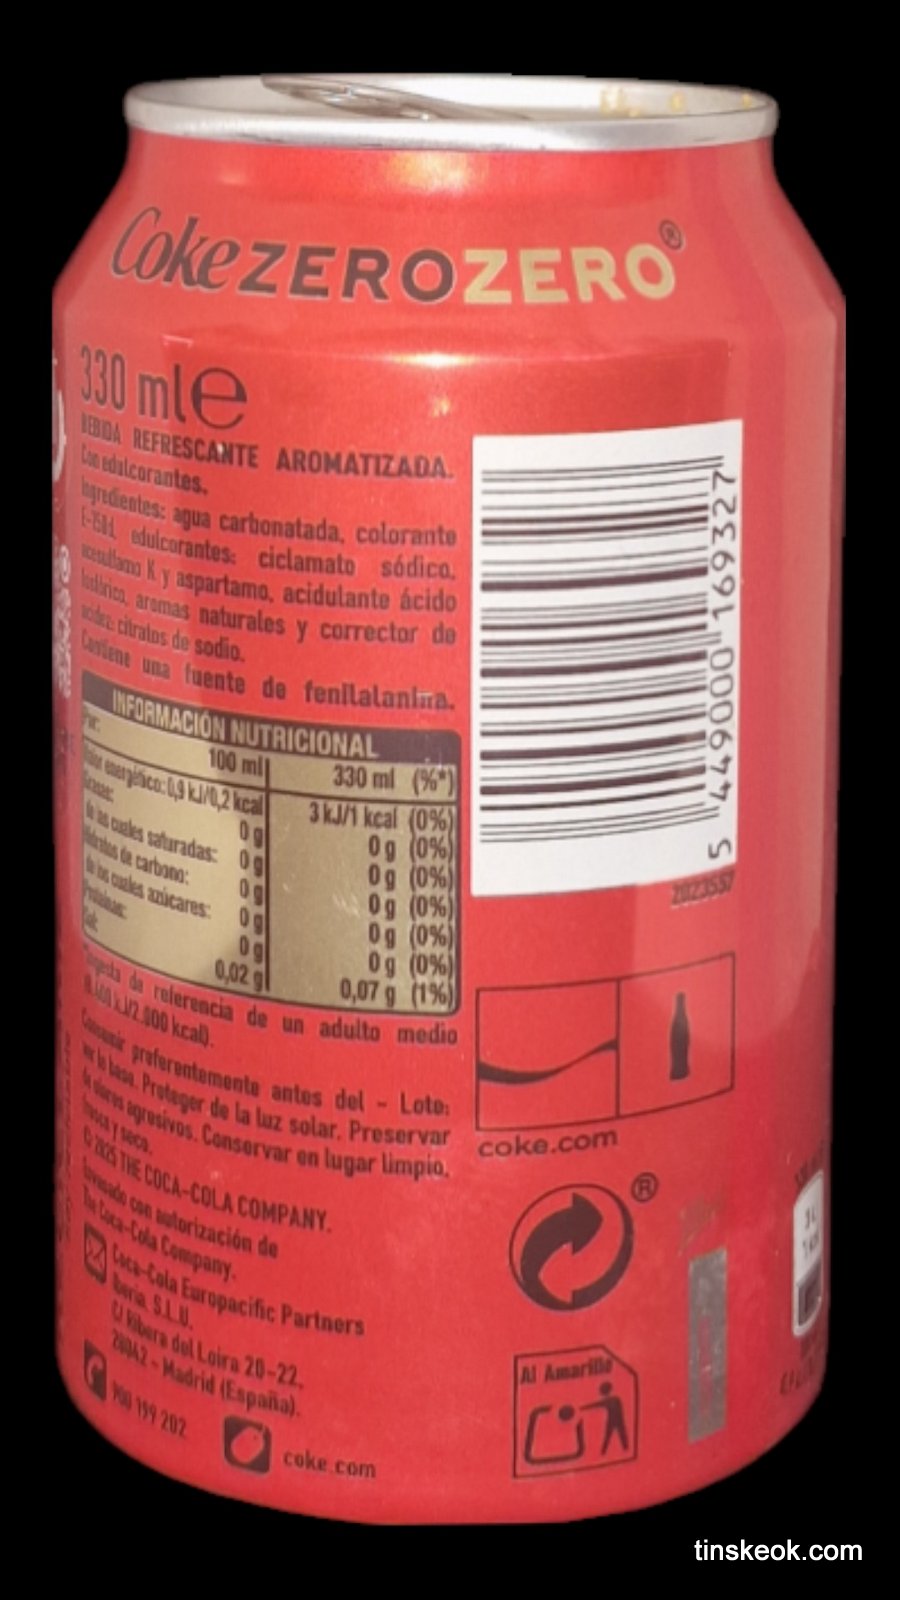 Coke ZERO ZERO®
330 ml e
BEBIDA REFRESCANTE AROMATIZADA.
Con edulcorantes.
Ingredientes: agua carbonatada, colorante
E-150d, edulcorantes: ciclamato sódico,
acesulfamo K y aspartamo, acidulante ácido
fosfórico, aromas naturales y corrector de
acidez: citratos de sodio.
Contiene una fuente de fenilalanina.
INFORMACIÓN NUTRICIONAL
Por: 100 ml 330 ml (%*)
Valor energético: 0,9 kJ/0,2 kcal 3 kJ/1 kcal (0%)
Grasas: 0 g 0 g (0%)
de las cuales saturadas: 0 g 0 g (0%)
Hidratos de carbono: 0 g 0 g (0%)
de los cuales azúcares: 0 g 0 g (0%)
Proteínas: 0 g 0 g (0%)
Sal: 0,02 g 0,07 g (1%)
*Ingesta de referencia de un adulto medio
(8.400 kJ/2.000 kcal).
Consumir preferentemente antes del - Lote:
ver la base. Proteger de la luz solar. Preservar
de olores agresivos. Conservar en lugar limpio,
fresco y seco.
© 2025 THE COCA-COLA COMPANY.
Envasado con autorización de
The Coca-Cola Company.
Coca-Cola Europacific Partners
Iberia, S.L.U.
C/ Ribera del Loira 20-22,
28042 - Madrid (España).
900 199 202
coke.com
5 449000 169327
2023557
coke.com
®
Al Amarillo
tinskeok.com